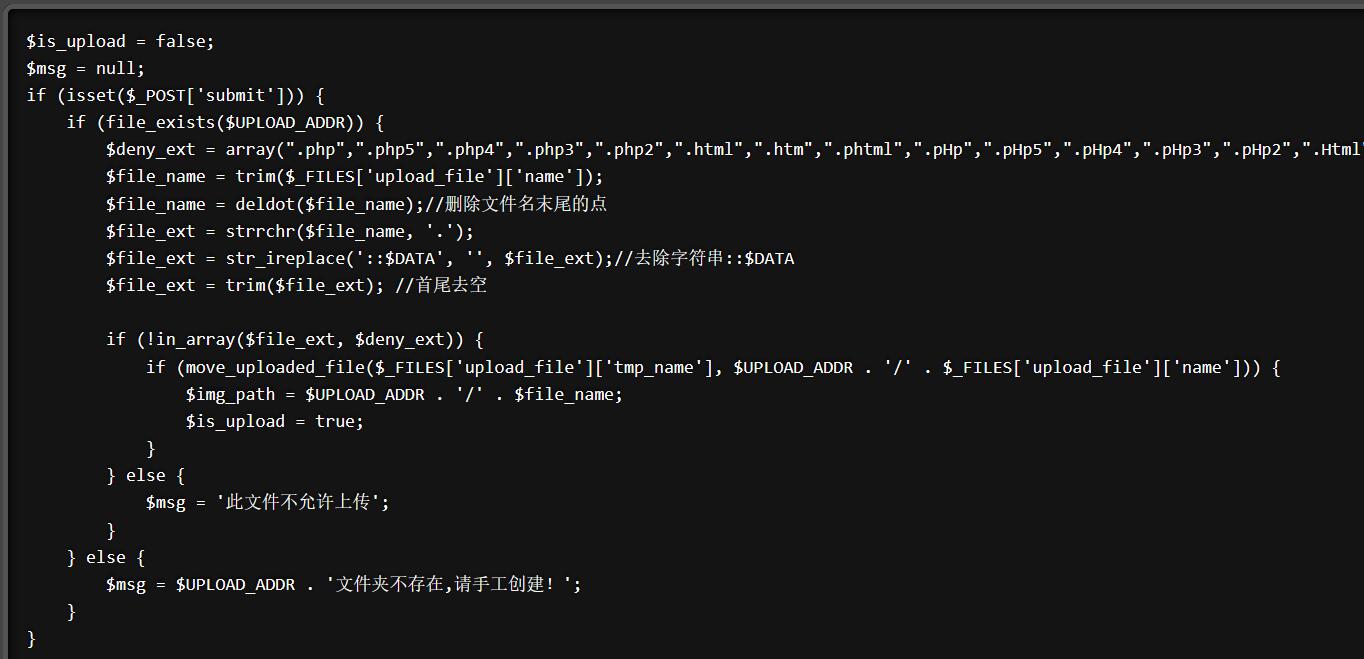 $is_upload = false;
$msg = null;
if (isset($_POST['submit'])) {
    if (file_exists($UPLOAD_ADDR)) {
        $deny_ext = array(".php",".php5",".php4",".php3",".php2",".html",".htm",".phtml",".pHp",".pHp5",".pHp4",".pHp3",".pHp2",".Html"
        $file_name = trim($_FILES['upload_file']['name']);
        $file_name = deldot($file_name);//删除文件名末尾的点
        $file_ext = strrchr($file_name, '.');
        $file_ext = str_ireplace('::$DATA', '', $file_ext);//去除字符串::$DATA
        $file_ext = trim($file_ext); //首尾去空

        if (!in_array($file_ext, $deny_ext)) {
            if (move_uploaded_file($_FILES['upload_file']['tmp_name'], $UPLOAD_ADDR . '/' . $_FILES['upload_file']['name'])) {
                $img_path = $UPLOAD_ADDR . '/' . $file_name;
                $is_upload = true;
            }
        } else {
            $msg = '此文件不允许上传';
        }
    } else {
        $msg = $UPLOAD_ADDR . '文件夹不存在,请手工创建！';
    }
}